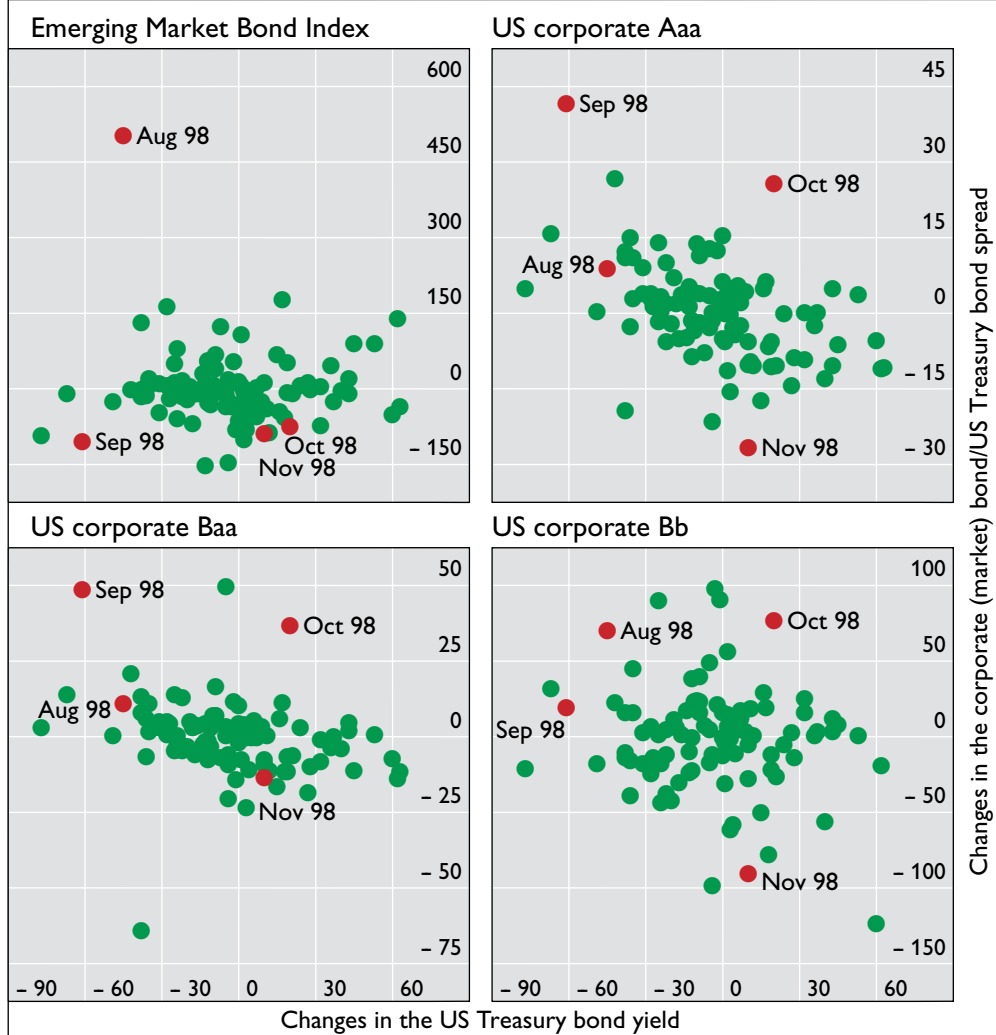 Emerging Market Bond Index
600
450
300
150
0
– 150
Aug 98
Sep 98
Oct 98
Nov 98
US corporate Aaa
45
30
15
0
– 15
– 30
Sep 98
Oct 98
Aug 98
Nov 98
US corporate Baa
50
25
0
– 25
– 50
– 75
Sep 98
Oct 98
Aug 98
Nov 98
– 90 – 60 – 30 0 30 60
US corporate Bb
100
50
0
– 50
– 100
– 150
Aug 98
Oct 98
Sep 98
Nov 98
– 90 – 60 – 30 0 30 60
Changes in the US Treasury bond yield
Changes in the corporate (market) bond/US Treasury bond spread